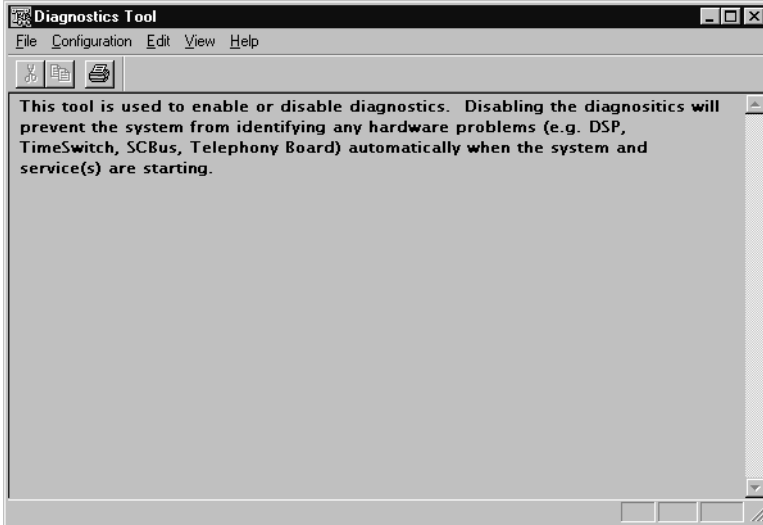 Diagnostics Tool
File Configuration Edit View Help
This tool is used to enable or disable diagnostics. Disabling the diagnositics will
prevent the system from identifying any hardware problems (e.g. DSP,
TimeSwitch, SCBus, Telephony Board) automatically when the system and
service(s) are starting.